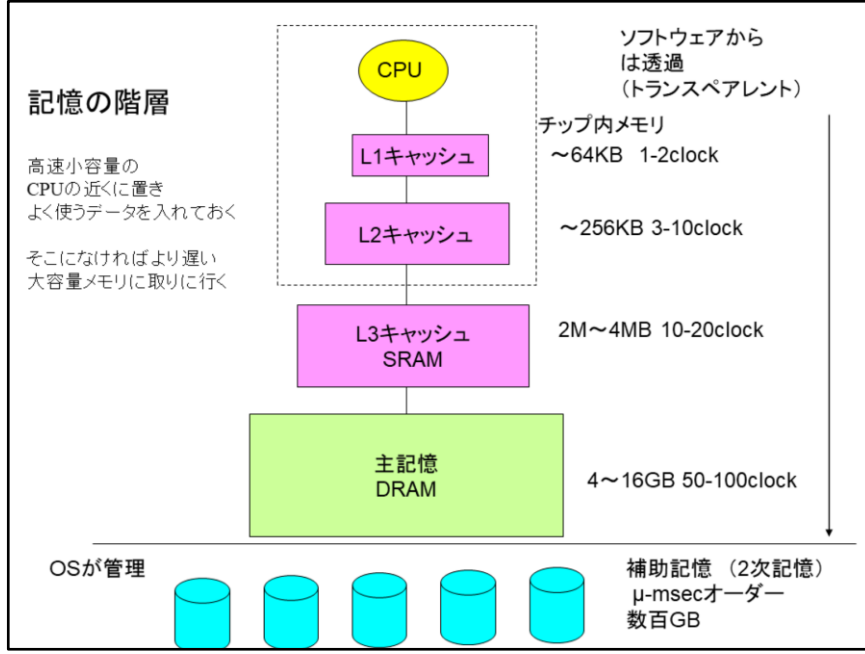 記憶の階層
高速小容量の
CPUの近くに置き
よく使うデータを入れておく
そこになければより遅い
大容量メモリに取りに行く
CPU
L1キャッシュ
L2キャッシュ
L3キャッシュ
SRAM
主記憶
DRAM
ソフトウェアから
は透過
(トランスペアレント)
チップ内メモリ
~64KB 1-2clock
~256KB 3-10clock
2M~4MB 10-20clock
4~16GB 50-100clock
OSが管理
補助記憶 (2次記憶)
μ-msecオーダー
数百GB